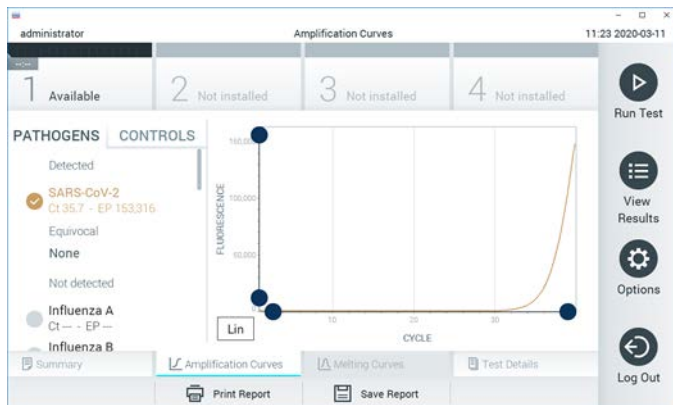 administrator
Amplification Curves
11:23 2020-03-11
--:--
1 Available
2 Not installed
3 Not installed
4 Not installed
Run Test
PATHOGENS
CONTROLS
Detected
SARS-CoV-2
Ct 35.7 - EP 153,316
Equivocal
None
Not detected
Influenza A
Ct --- - EP ---
Influenza B
FLUORESCENCE
160,000
100,000
50,000
0
10
20
30
CYCLE
Lin
View
Results
Options
Log Out
Summary
Amplification Curves
Melting Curves
Test Details
Print Report
Save Report